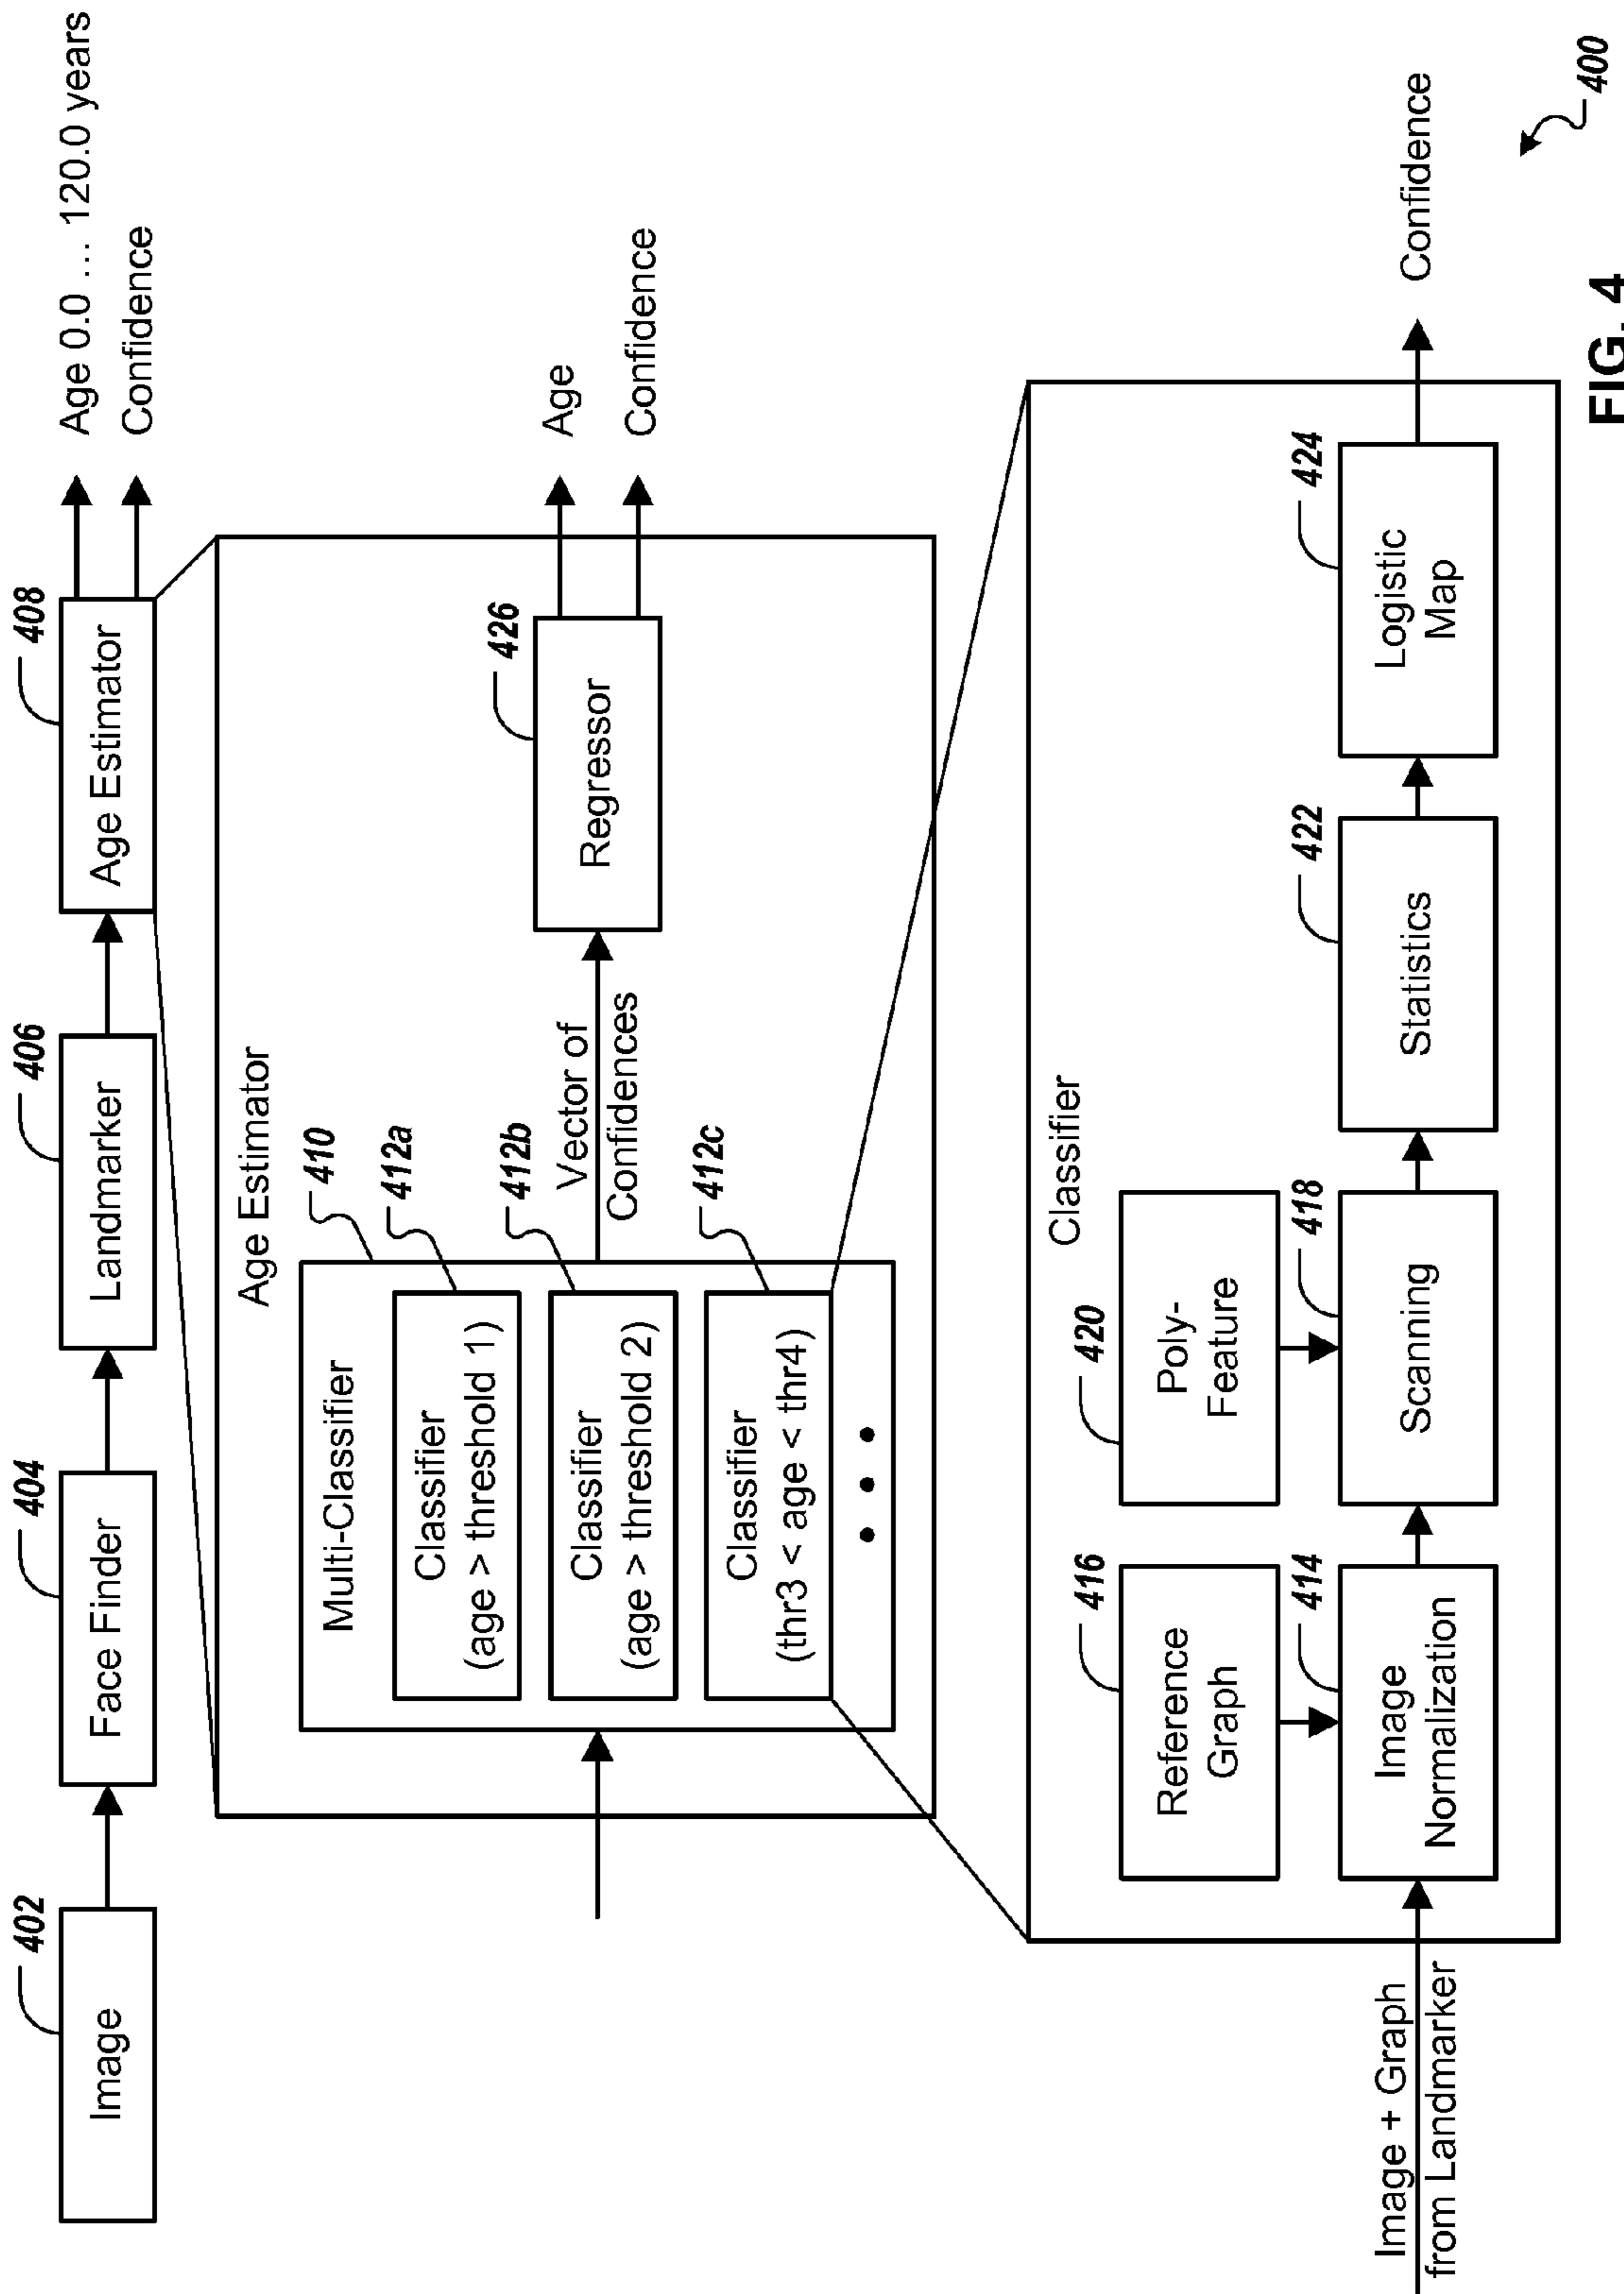 402
Image
404
Face Finder
406
Landmarker
408
Age Estimator
Age 0.0 ... 120.0 years
Confidence
Age Estimator
410
Multi-Classifier
412a
Classifier
(age > threshold 1)
412b
Classifier
(age > threshold 2)
412c
Classifier
(thr3 < age < thr4)
Vector of
Confidences
426
Regressor
Age
Confidence
Classifier
Image + Graph
from Landmarker
416
Reference
Graph
414
Image
Normalization
420
Poly-
Feature
418
Scanning
422
Statistics
424
Logistic
Map
Confidence
400
FIG. 4